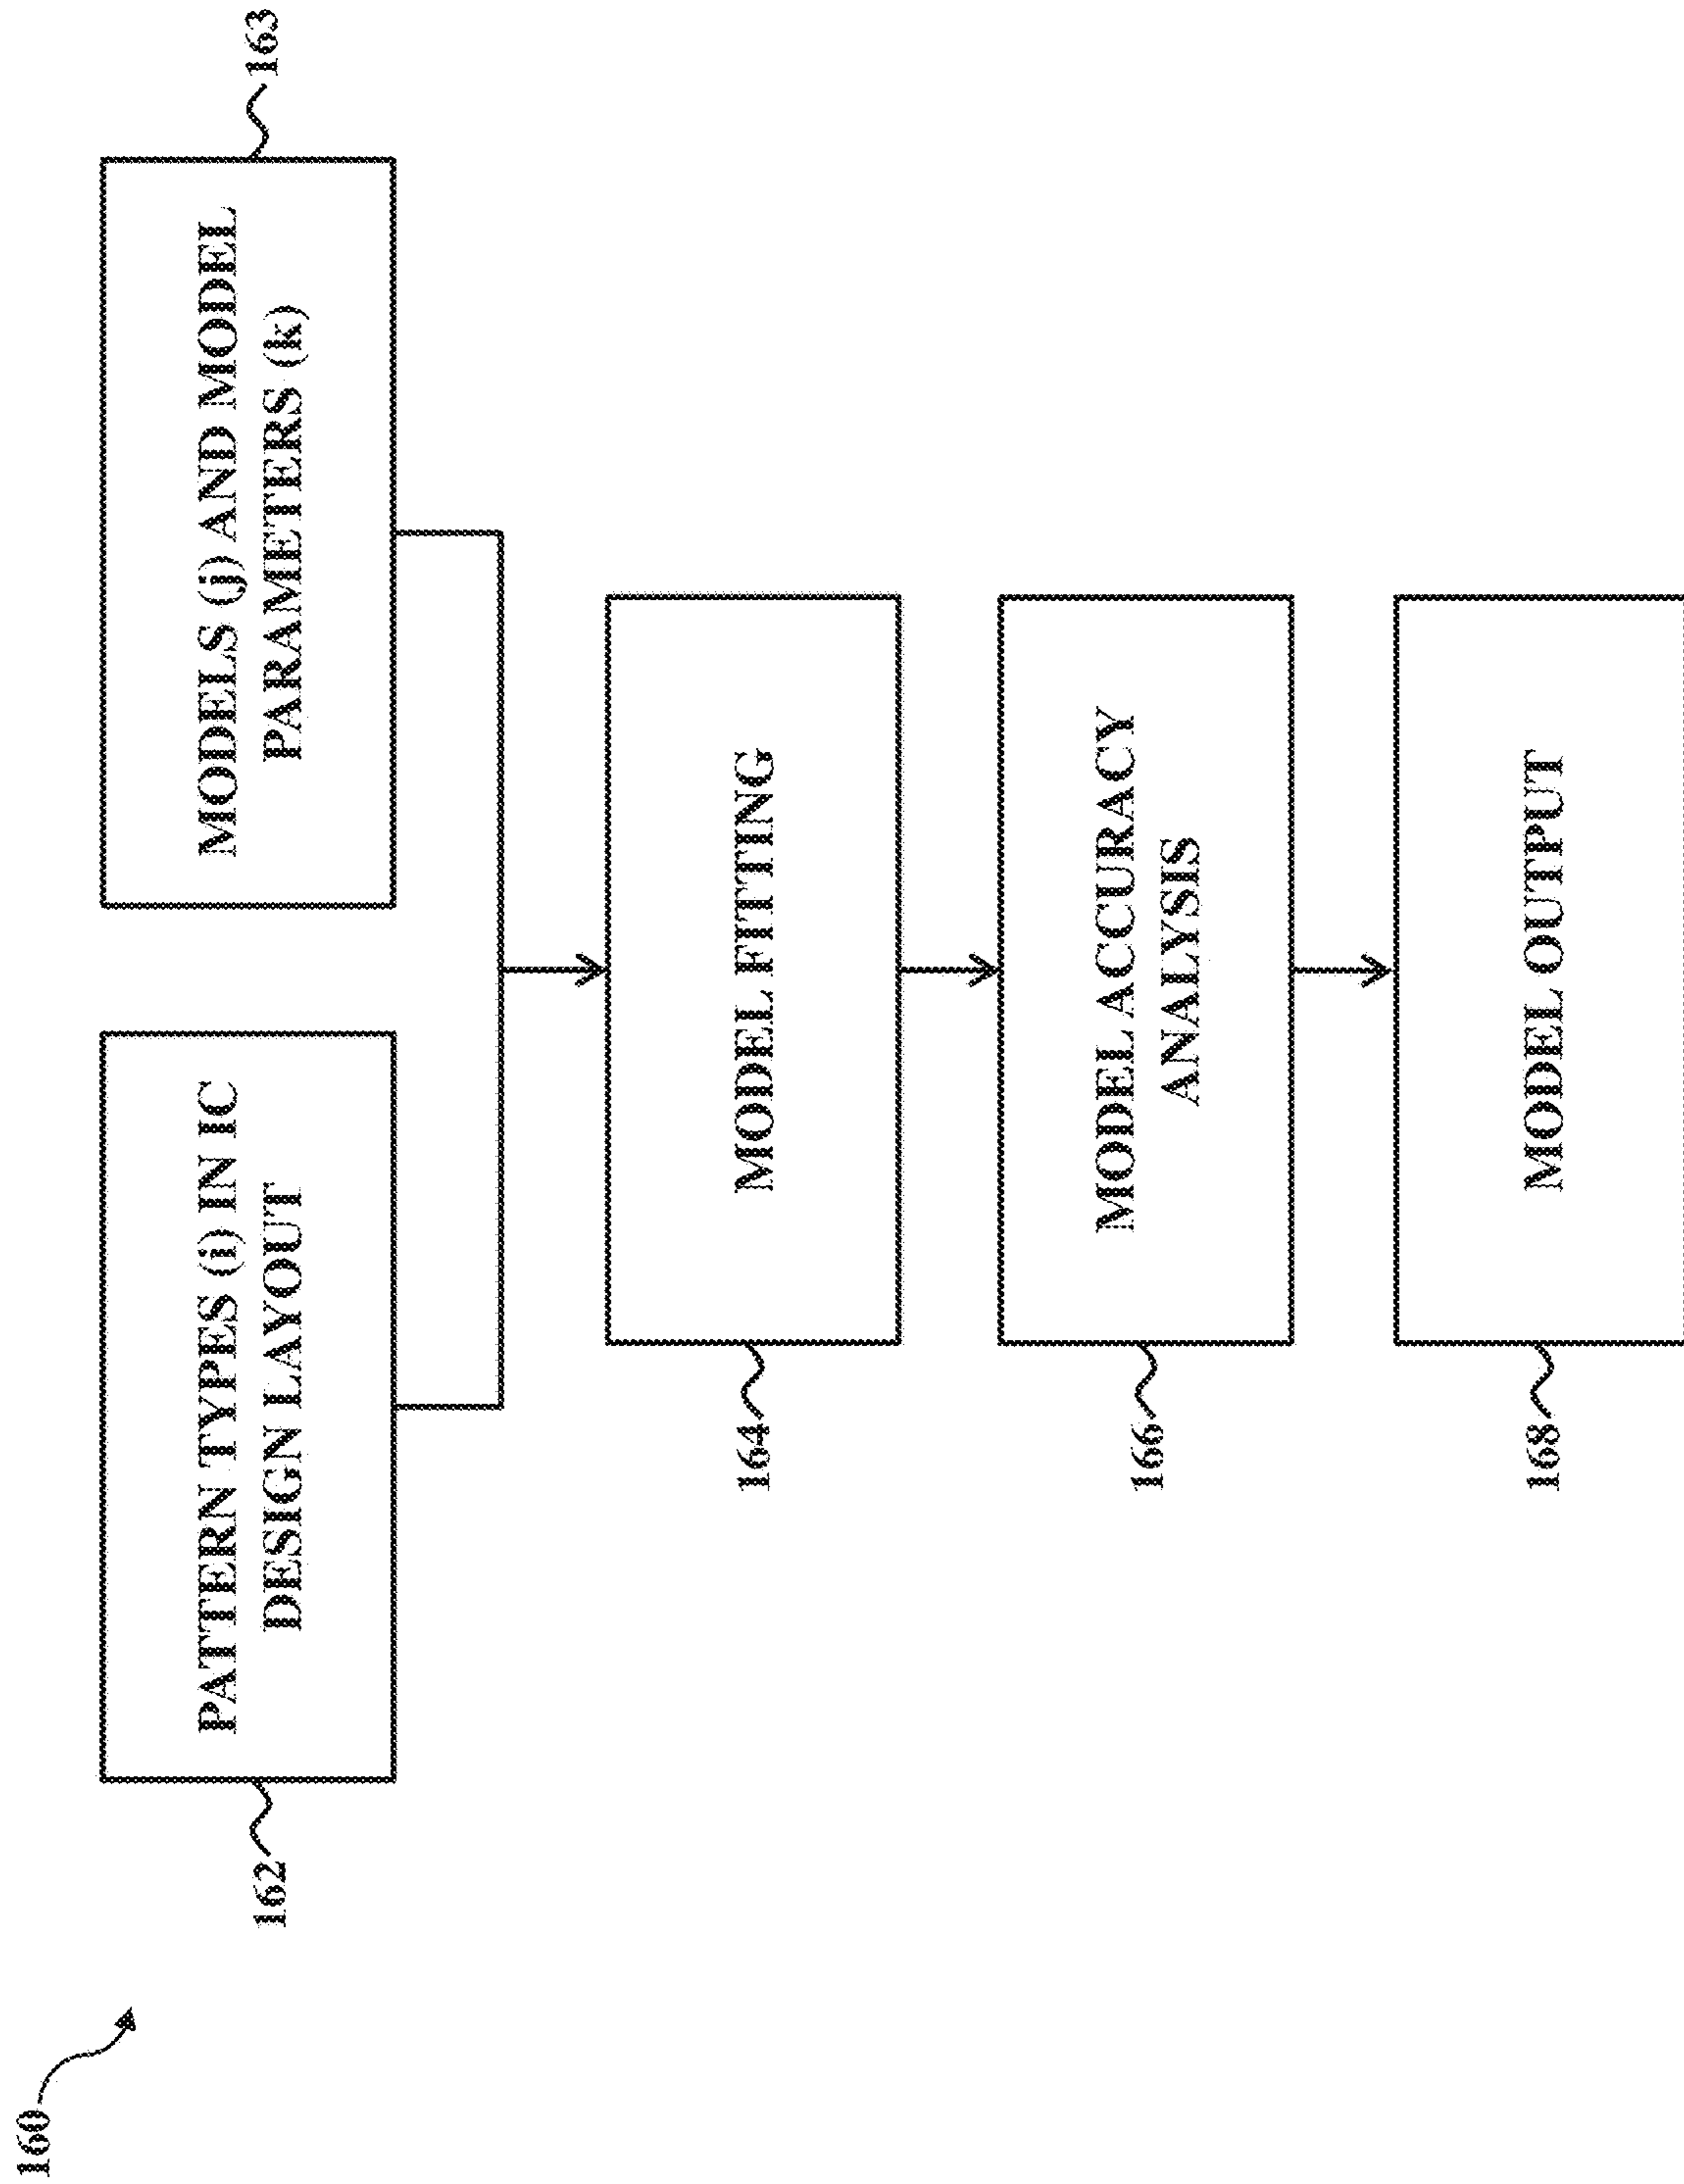 160
162
PATTERN TYPES (i) IN IC
DESIGN LAYOUT
MODELS (j) AND MODEL
PARAMETERS (k)
163
164
MODEL FITTING
166
MODEL ACCURACY
ANALYSIS
168
MODEL OUTPUT